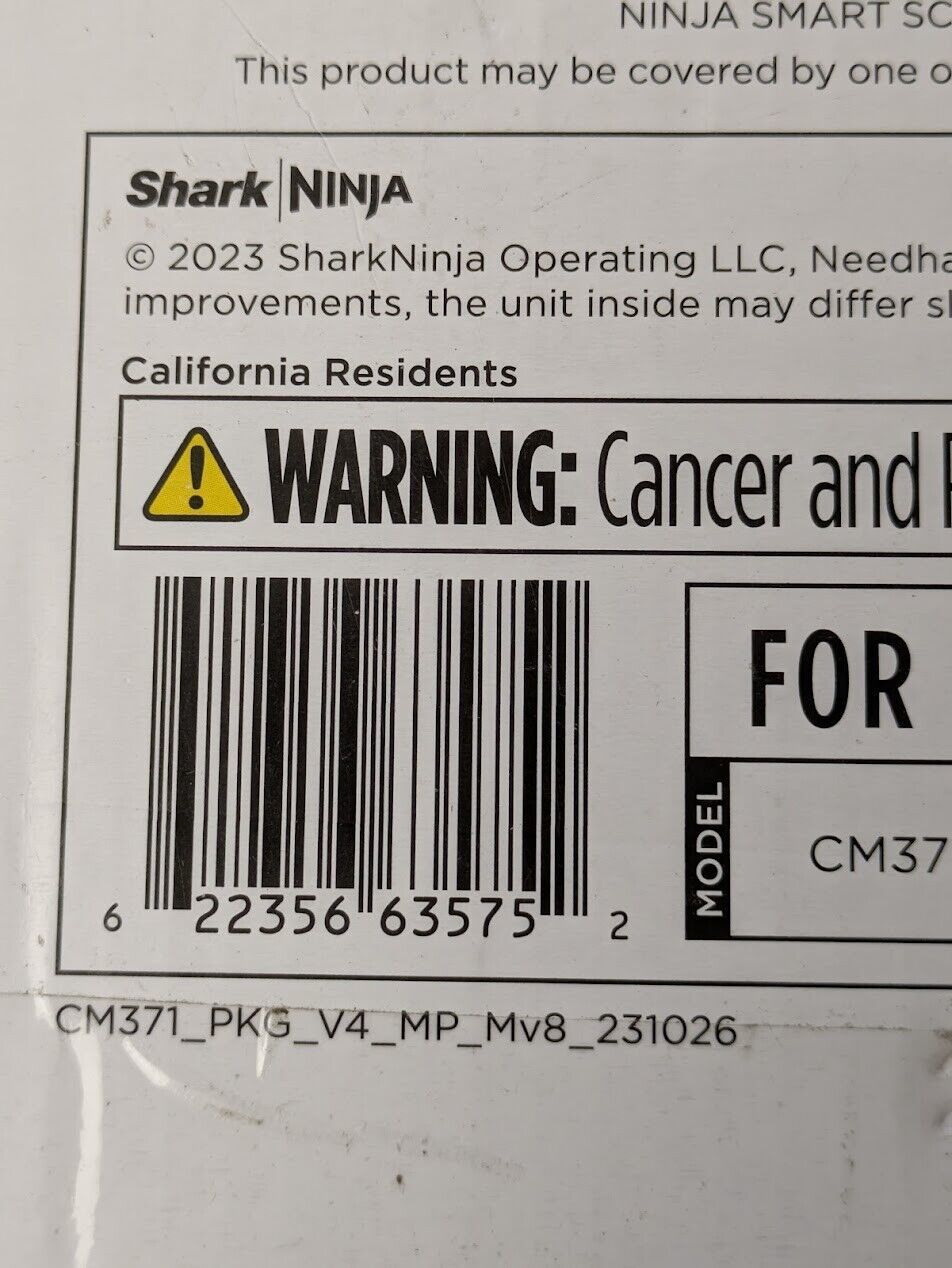 NINJA SMART SC
This product may be covered by one o
Shark NINJA
© 2023 SharkNinja Operating LLC, Needha
improvements, the unit inside may differ sl
California Residents
WARNING: Cancer and
FOR
MODEL
CM37
6 22356 63575 2
CM371_PKG_V4_MP_Mv8_231026